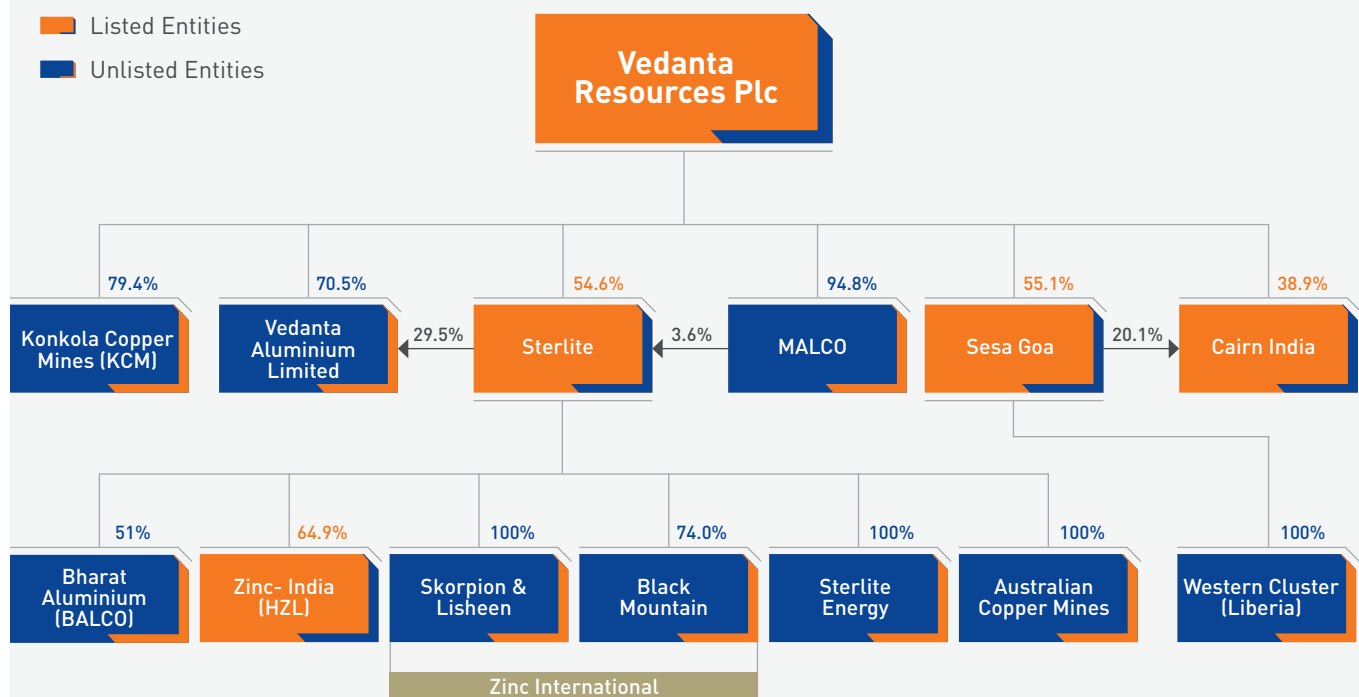 Listed Entities
Unlisted Entities
Vedanta
Resources Plc
79.4%
70.5%
54.6%
94.8%
55.1%
38.9%
Konkola Copper
Mines (KCM)
Vedanta
Aluminium
Limited
29.5%
Sterlite
3.6%
MALCO
Sesa Goa
20.1%
Cairn India
51%
64.9%
100%
74.0%
100%
100%
100%
Bharat
Aluminium
(BALCO)
Zinc- India
(HZL)
Skorpion &
Lisheen
Black
Mountain
Sterlite
Energy
Australian
Copper Mines
Western Cluster
(Liberia)
Zinc International